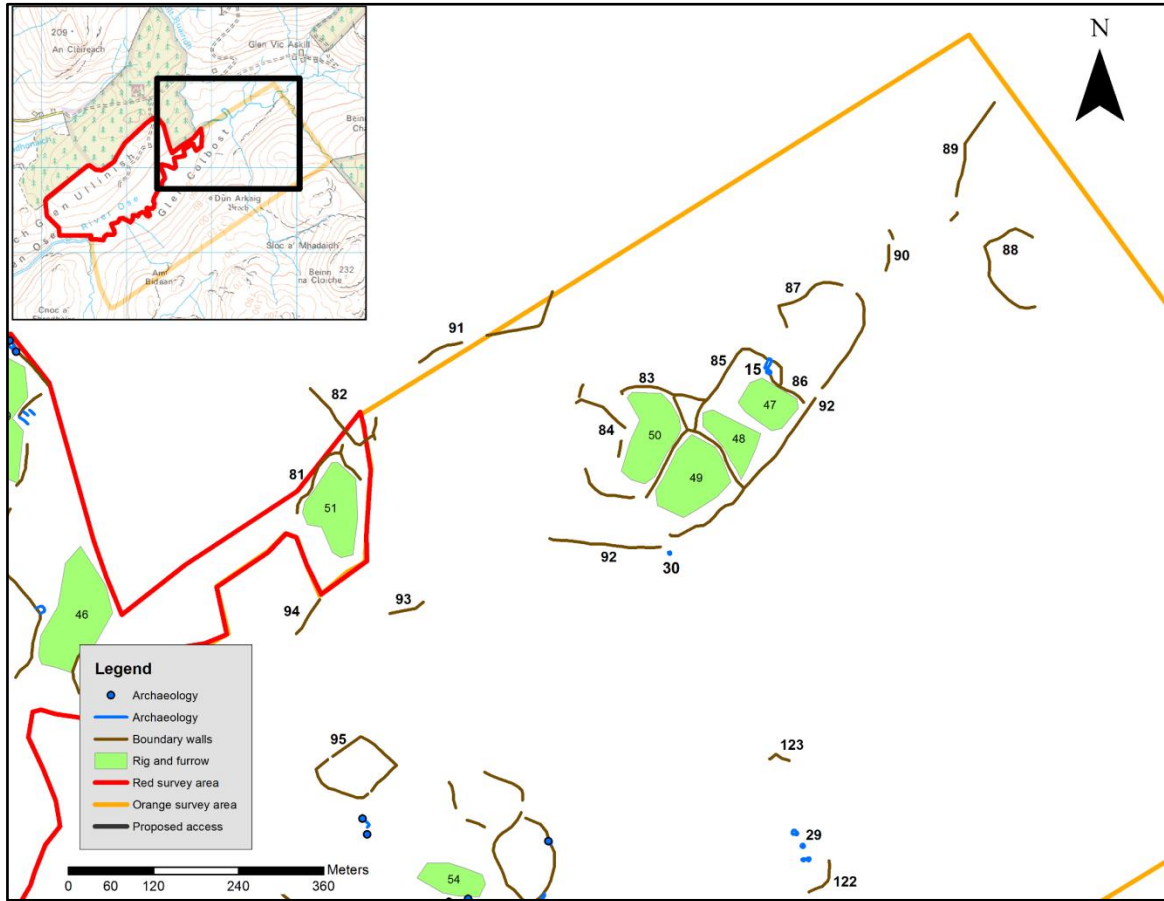 209
An Cleireach
Glen Vic Askill
Beinn
Glen Ullinish
River Ose
Glen Colbost
Dùn Arkaig
Broch
Sloc a' Mhadaidh
Am
Bidean
Beinn 232
na Cloiche
Cnoc a'
N
89
90
88
87
91
85
15
86
83
82
47
92
84
50
48
49
81
51
92
30
46
94
93
Legend
Archaeology
Archaeology
Boundary walls
Rig and furrow
Red survey area
Orange survey area
Proposed access
95
123
29
54
122
Meters
0 60 120 240 360